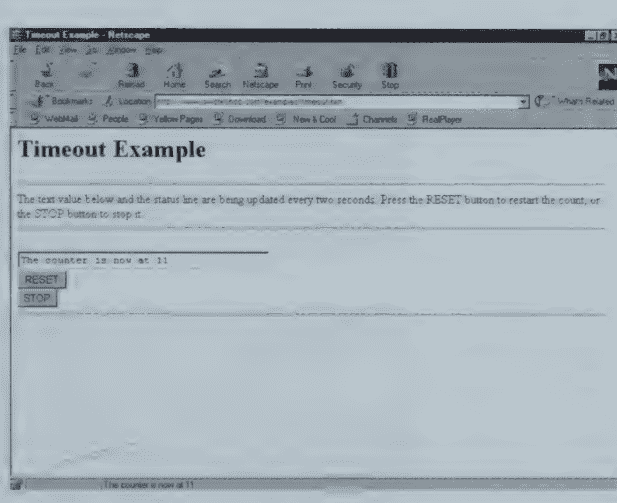 Timeout Example - Netscape
File Edit View Go Window Help
Back Reload Home Search Netscape Print Security Stop
Bookmarks Location What's Related
WebMail People Yellow Pages Download New & Cool Channels RealPlayer
Timeout Example
The text value below and the status line are being updated every two seconds. Press the RESET button to restart the count, or
the STOP button to stop it.
The counter is now at 11
RESET
STOP
The counter is now at 11